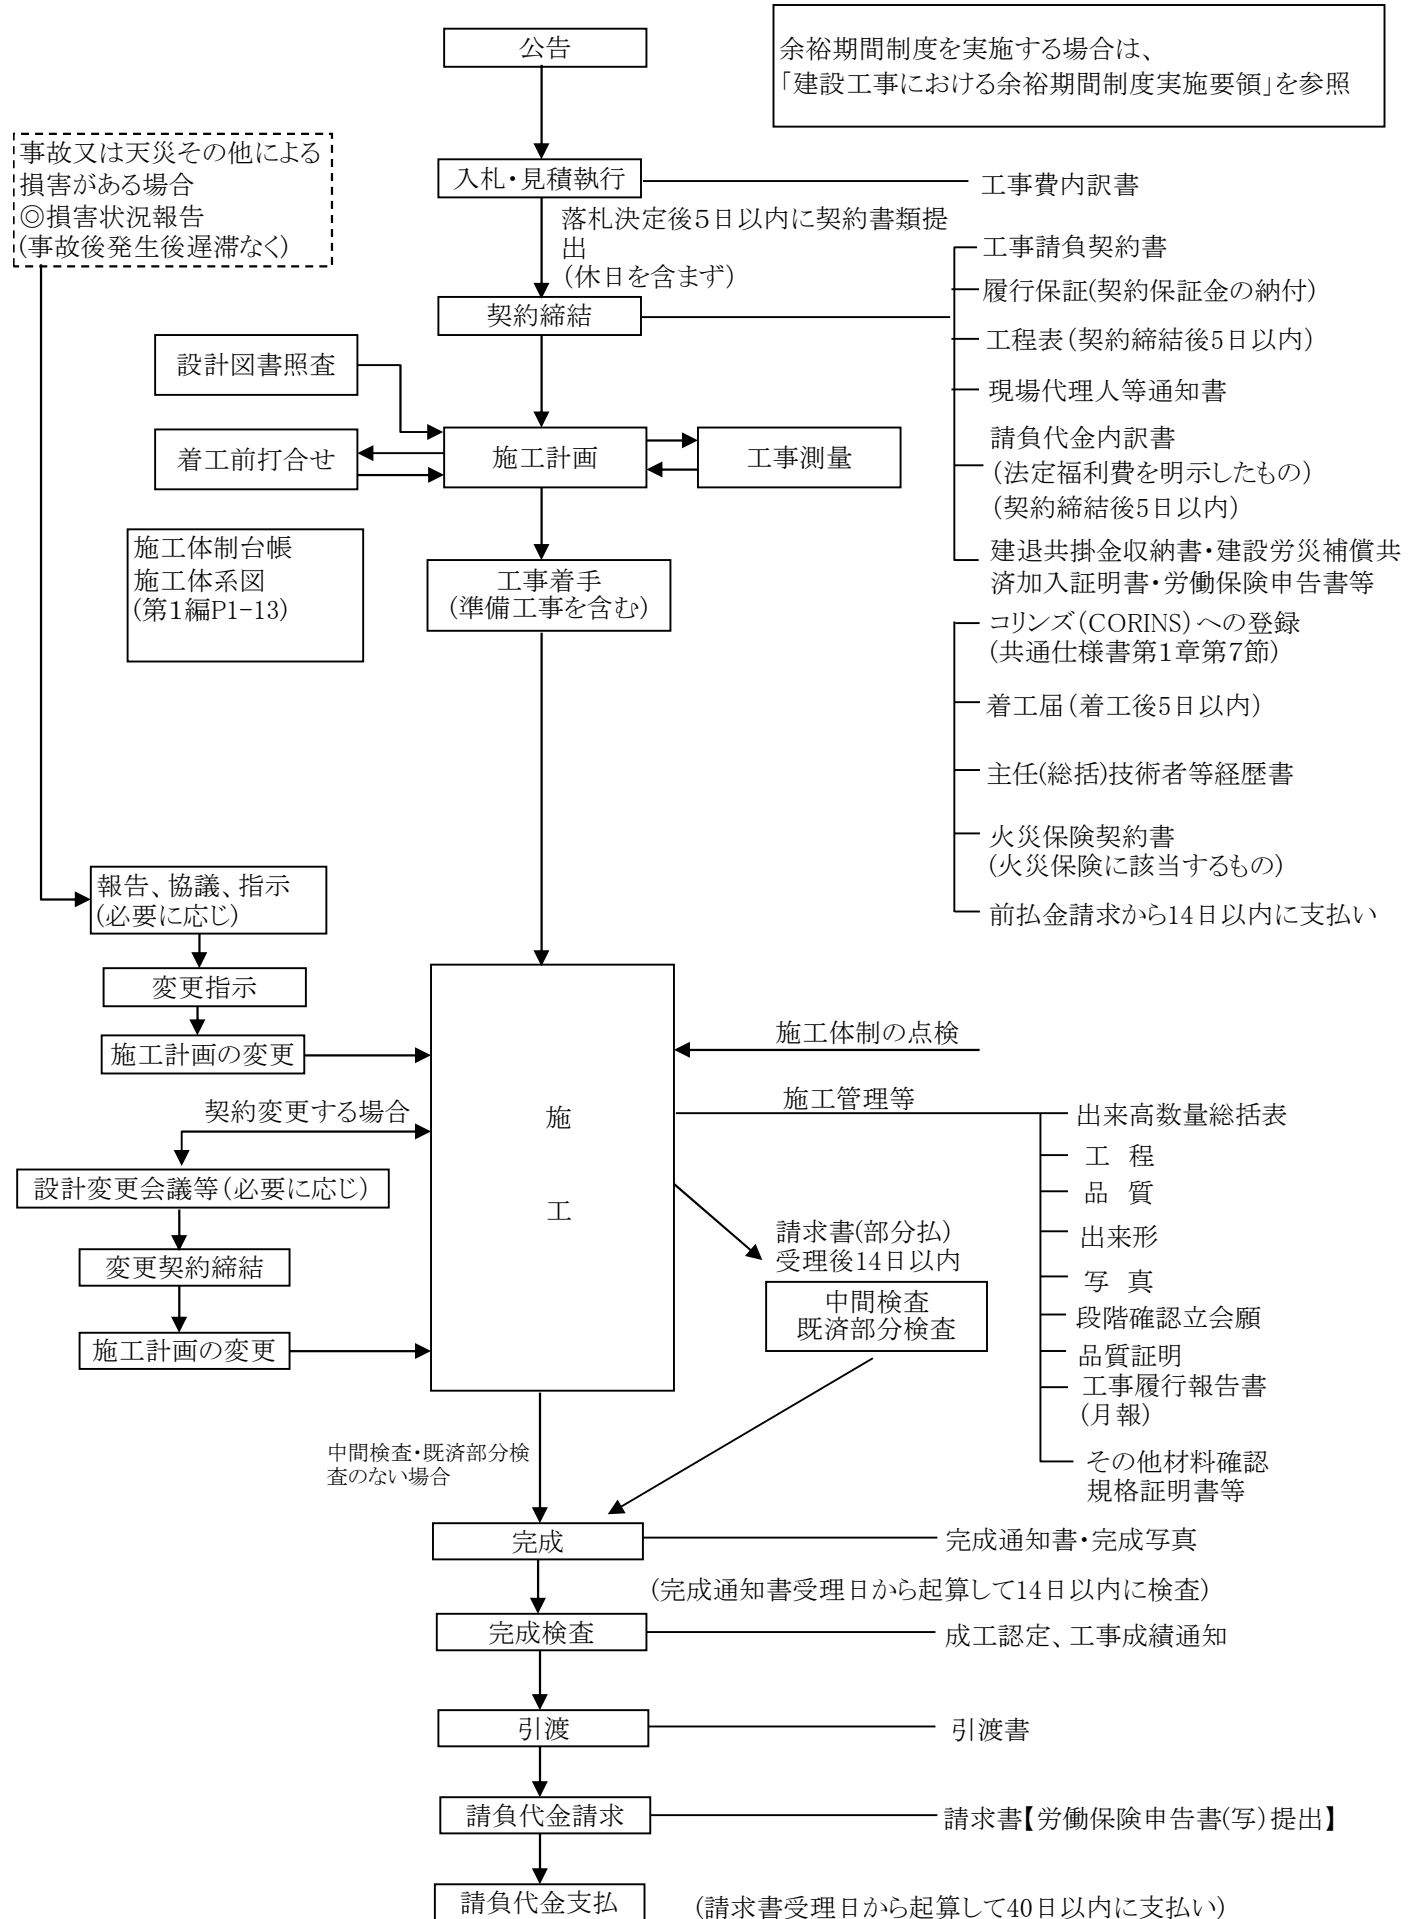 公告
余裕期間制度を実施する場合は、
「建設工事における余裕期間制度実施要領」を参照
事故又は天災その他による
損害がある場合
◎損害状況報告
(事故後発生後遅滞なく)
入札・見積執行
工事費内訳書
落札決定後5日以内に契約書類提
出
(休日を含まず)
契約締結
工事請負契約書
履行保証(契約保証金の納付)
工程表(契約締結後5日以内)
現場代理人等通知書
請負代金内訳書
(法定福利費を明示したもの)
(契約締結後5日以内)
建退共掛金収納書・建設労災補償共
済加入証明書・労働保険申告書等
設計図書照査
着工前打合せ
施工計画
工事測量
施工体制台帳
施工体系図
(第1編P1-13)
工事着手
(準備工事を含む)
コリンズ(CORINS)への登録
(共通仕様書第1章第7節)
着工届(着工後5日以内)
主任(総括)技術者等経歴書
火災保険契約書
(火災保険に該当するもの)
前払金請求から14日以内に支払い
報告、協議、指示
(必要に応じ)
変更指示
施工計画の変更
契約変更する場合
設計変更会議等(必要に応じ)
変更契約締結
施工計画の変更
施
工
施工体制の点検
施工管理等
出来高数量総括表
工 程
品 質
出来形
写 真
段階確認立会願
品質証明
工事履行報告書
(月報)
その他材料確認
規格証明書等
請求書(部分払)
受理後14日以内
中間検査
既済部分検査
中間検査・既済部分検
査のない場合
完成
完成通知書・完成写真
(完成通知書受理日から起算して14日以内に検査)
完成検査
成工認定、工事成績通知
引渡
引渡書
請負代金請求
請求書【労働保険申告書(写)提出】
請負代金支払
(請求書受理日から起算して40日以内に支払い)